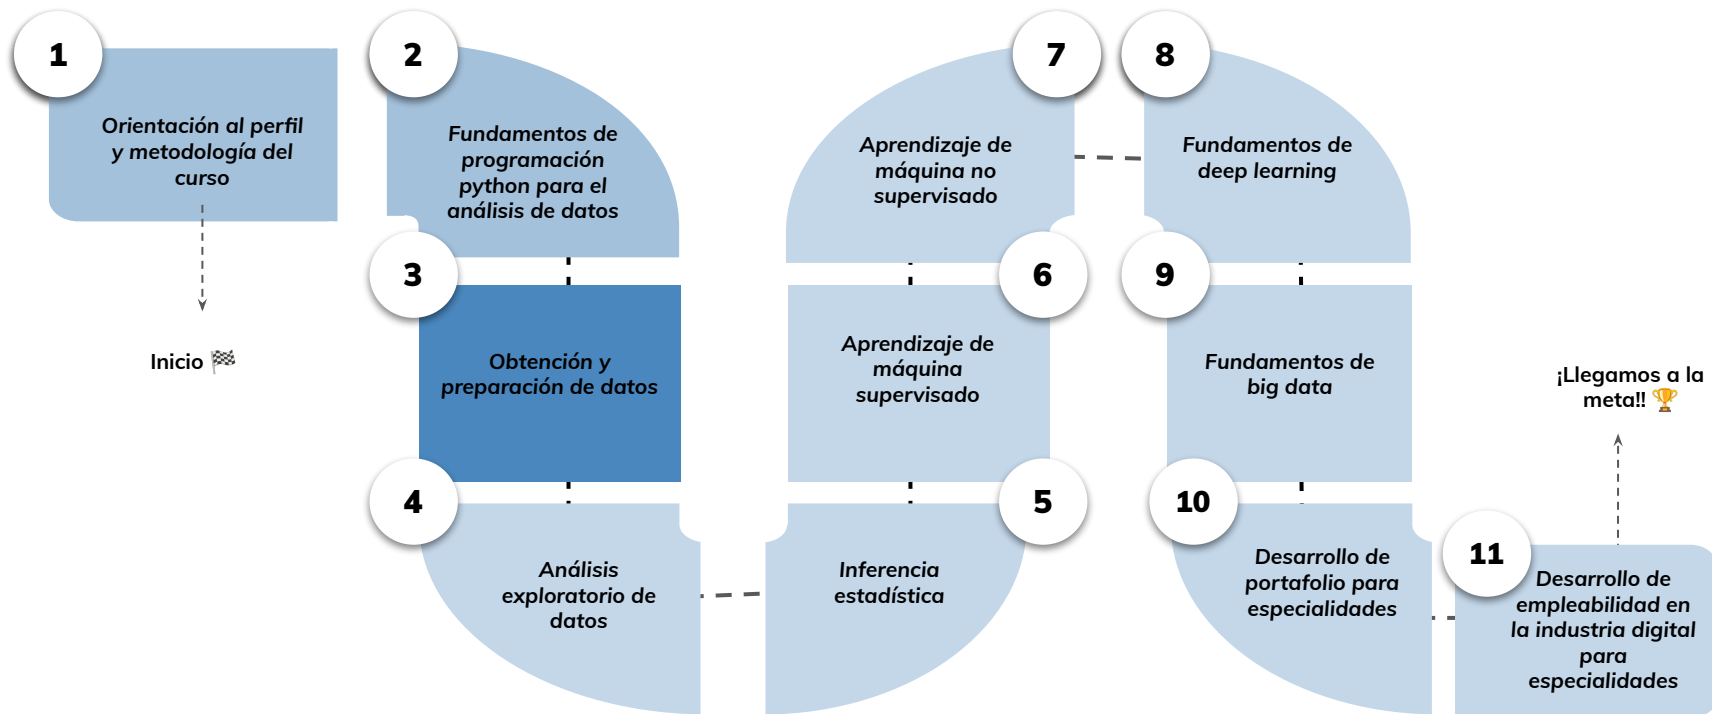 1
Orientación al perfil
y metodología del
curso
Inicio 🏁
2
Fundamentos de
programación
python para el
análisis de datos
3
Obtención y
preparación de datos
4
Análisis
exploratorio de
datos
5
Inferencia
estadística
6
Aprendizaje de
máquina
supervisado
7
Aprendizaje de
máquina no
supervisado
8
Fundamentos de
deep learning
9
Fundamentos de
big data
10
Desarrollo de
portafolio para
especialidades
11
Desarrollo de
empleabilidad en
la industria digital
para
especialidades
¡Llegamos a la
meta!! 🏆